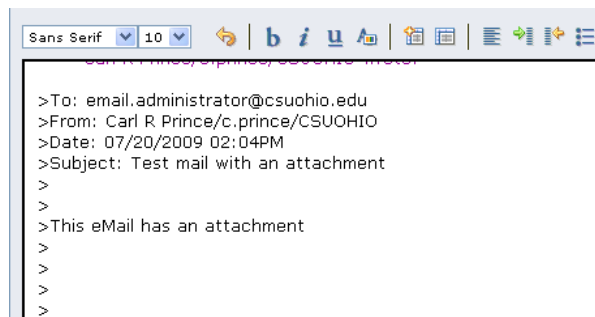 Sans Serif 10 b i u
>To: email.administrator@csuohio.edu
>From: Carl R Prince/c.prince/CSUOHIO
>Date: 07/20/2009 02:04PM
>Subject: Test mail with an attachment
>
>
>This eMail has an attachment
>
>
>
>